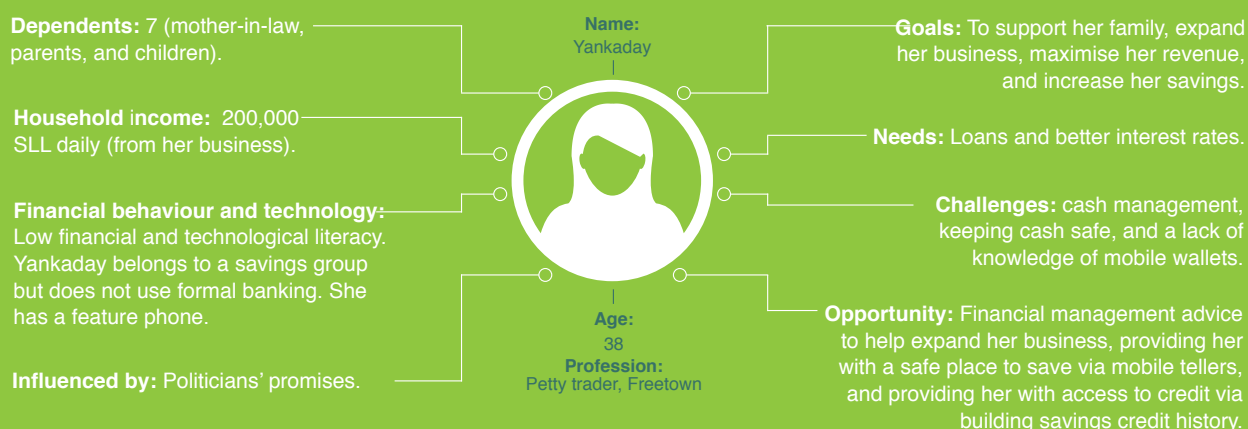 Dependents: 7 (mother-in-law,
parents, and children).
Household income: 200,000
SLL daily (from her business).
Financial behaviour and technology:
Low financial and technological literacy.
Yankaday belongs to a savings group
but does not use formal banking. She
has a feature phone.
Influenced by: Politicians’ promises.
Name:
Yankaday
Age:
38
Profession:
Petty trader, Freetown
Goals: To support her family, expand
her business, maximise her revenue,
and increase her savings.
Needs: Loans and better interest rates.
Challenges: cash management,
keeping cash safe, and a lack of
knowledge of mobile wallets.
Opportunity: Financial management advice
to help expand her business, providing her
with a safe place to save via mobile tellers,
and providing her with access to credit via
building savings credit history.